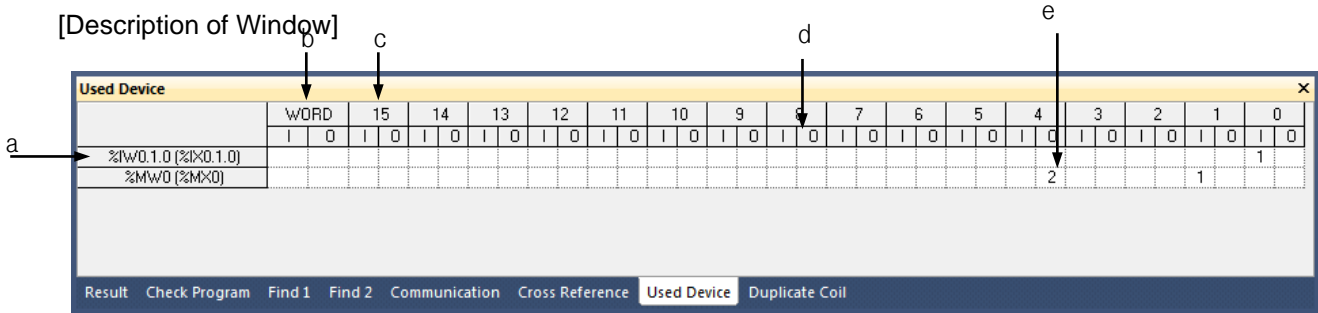 [Description of Window]
b c d e
Used Device ×
WORD 15 14 13 12 11 10 9 8 7 6 5 4 3 2 1 0
I O I O I O I O I O I O I O I O I O I O I O I O I O I O I O I O I O
a
%IW0.1.0 (%IX0.1.0) 1
%MW0 (%MX0) 2 1
Result Check Program Find 1 Find 2 Communication Cross Reference Used Device Duplicate Coil